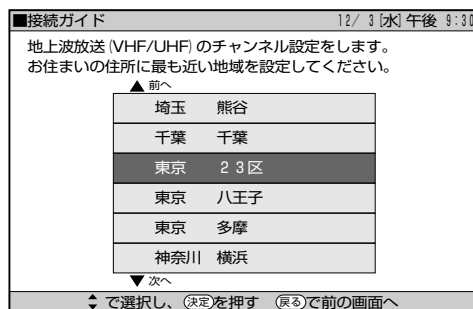 ■接続ガイド 12/ 3[水]午後 9:30
地上波放送(VHF/UHF)のチャンネル設定をします。
お住まいの住所に最も近い地域を設定してください。
▲ 前へ
埼玉 熊谷
千葉 千葉
東京 23区
東京 八王子
東京 多摩
神奈川 横浜
▼ 次へ
で選択し、決定を押す 戻るで前の画面へ